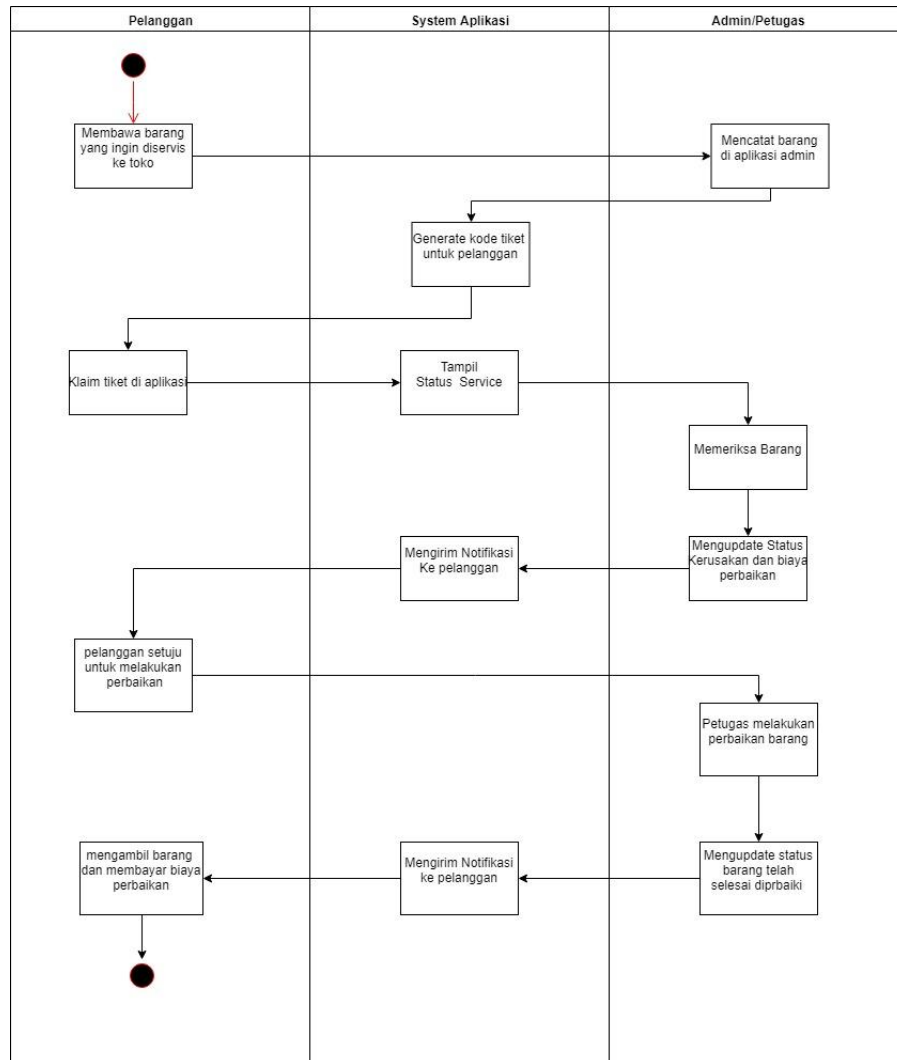 Pelanggan
System Aplikasi
Admin/Petugas
Membawa barang
yang ingin diservis
ke toko
Mencatat barang
di aplikasi admin
Generate kode tiket
untuk pelanggan
Klaim tiket di aplikasi
Tampil
Status Service
Memeriksa Barang
Mengupdate Status
Kerusakan dan biaya
perbaikan
Mengirim Notifikasi
Ke pelanggan
pelanggan setuju
untuk melakukan
perbaikan
Petugas melakukan
perbaikan barang
Mengupdate status
barang telah
selesai diprbaiki
Mengirim Notifikasi
ke pelanggan
mengambil barang
dan membayar biaya
perbaikan